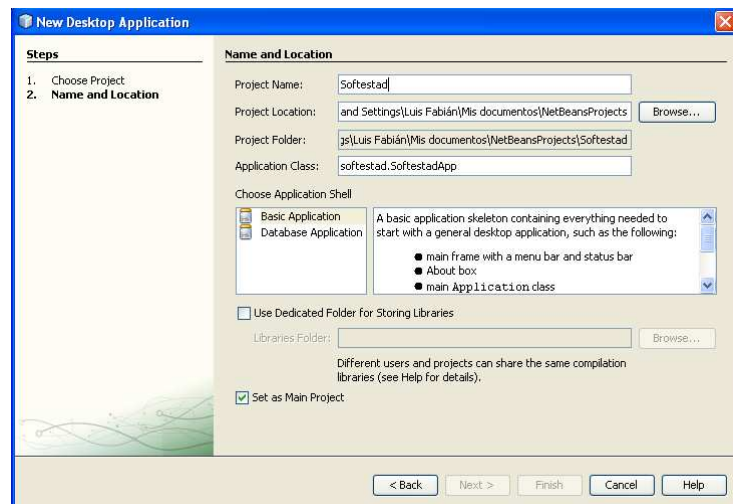 New Desktop Application
Steps
1. Choose Project
2. Name and Location
Name and Location
Project Name: Softestad
Project Location: and Settings\Luis Fabián\Mis documentos\NetBeansProjects Browse...
Project Folder: gs\Luis Fabián\Mis documentos\NetBeansProjects\Softestad
Application Class: softestad.SoftestadApp
Choose Application Shell
Basic Application
Database Application
A basic application skeleton containing everything needed to
start with a general desktop application, such as the following:
● main frame with a menu bar and status bar
● About box
● main Application class
Use Dedicated Folder for Storing Libraries
Libraries Folder: Browse...
Different users and projects can share the same compilation
libraries (see Help for details).
Set as Main Project
< Back Next > Finish Cancel Help